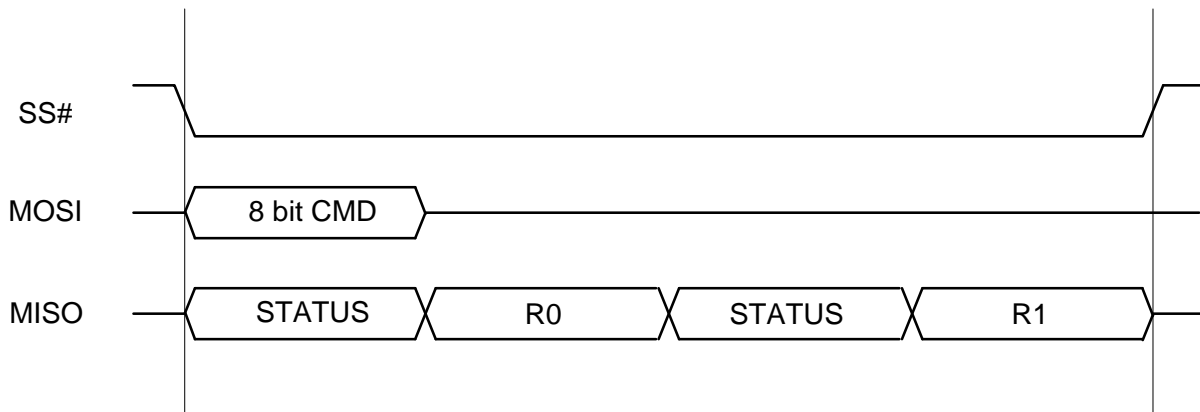 SS#
MOSI 8 bit CMD
MISO STATUS R0 STATUS R1